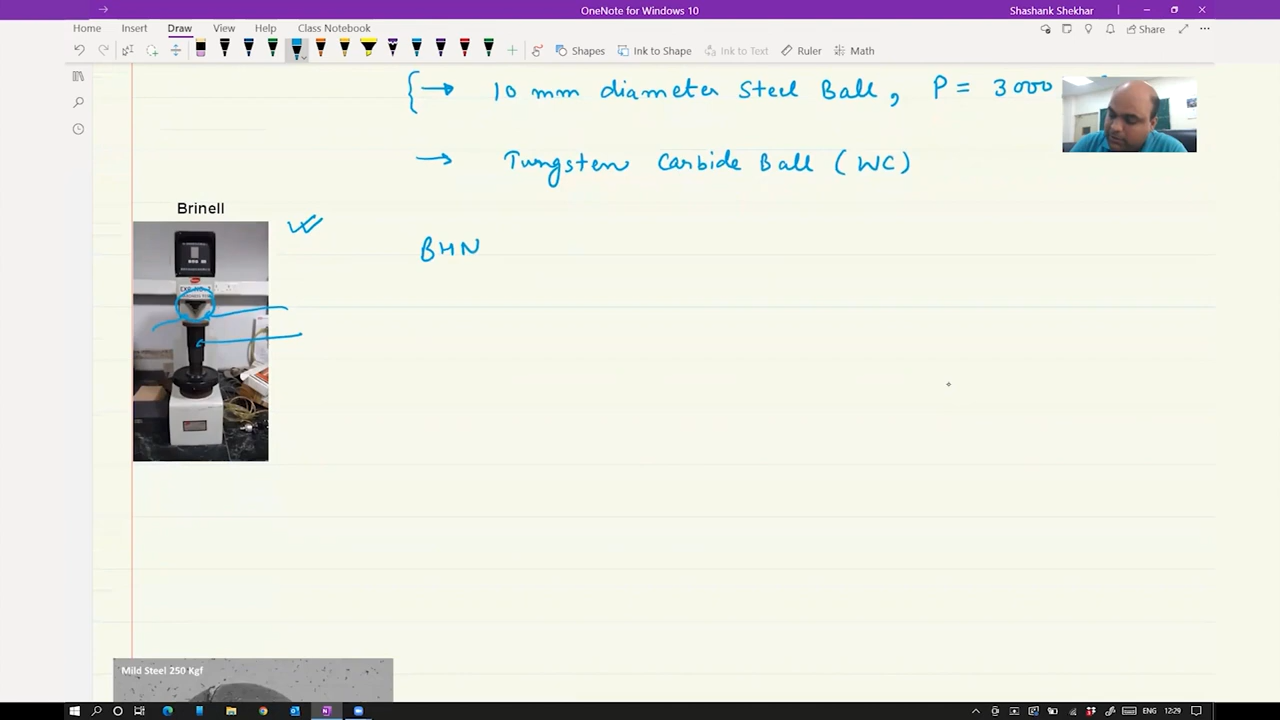 OneNote for Windows 10
Shashank Shekhar
Home Insert Draw View Help Class Notebook
Share
Shapes Ink to Shape Ink to Text Ruler Math
→ 10 mm diameter Steel Ball, P = 3000
→ Tungsten Carbide Ball (WC)
Brinell
BHN
Mild Steel 250 Kgf
ENG 12:29